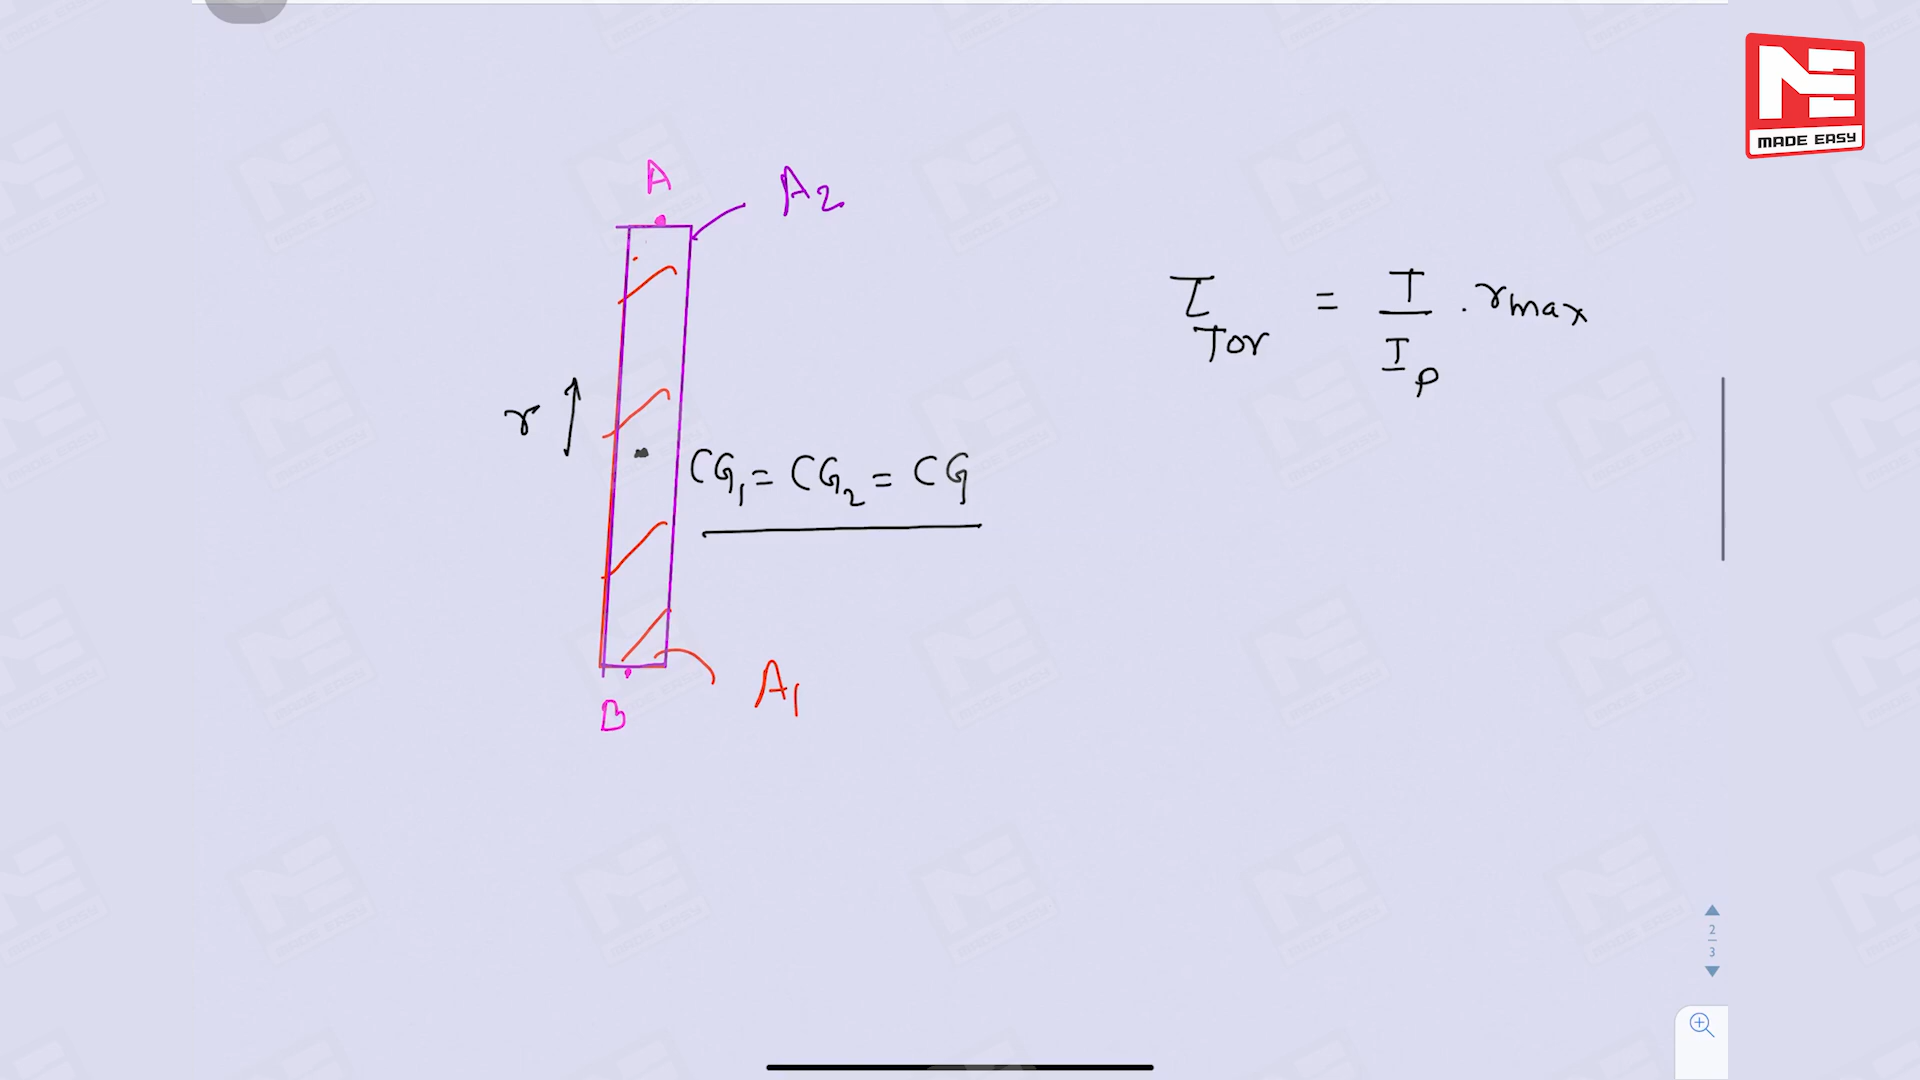 MADE EASY
A
A2
τTor = T/Ip . rmax
r
CG1 = CG2 = CG
A1
B
2
3